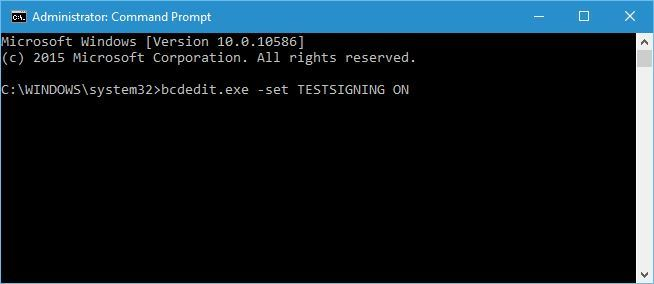 Administrator: Command Prompt
Microsoft Windows [Version 10.0.10586]
(c) 2015 Microsoft Corporation. All rights reserved.
C:\WINDOWS\system32>bcdedit.exe -set TESTSIGNING ON